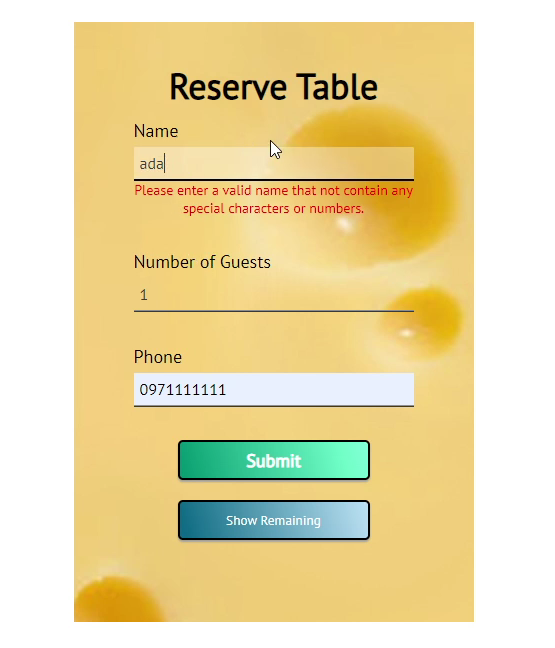 Reserve Table
Name
ada
Please enter a valid name that not contain any
special characters or numbers.
Number of Guests
1
Phone
0971111111
Submit
Show Remaining